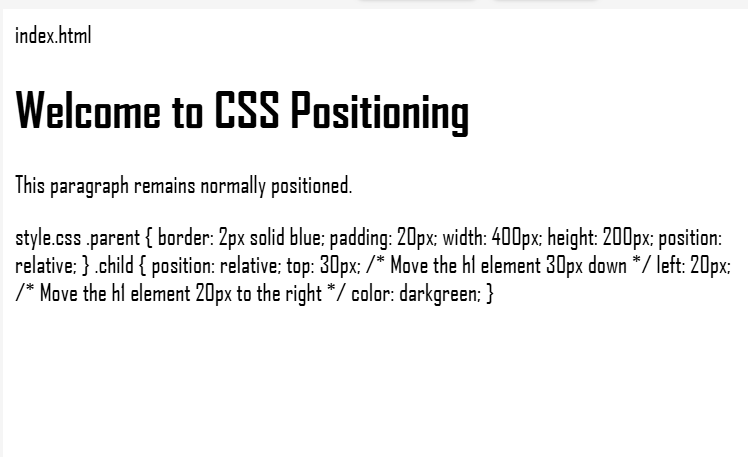 index.html
Welcome to CSS Positioning
This paragraph remains normally positioned.
style.css .parent { border: 2px solid blue; padding: 20px; width: 400px; height: 200px; position:
relative; } .child { position: relative; top: 30px; /* Move the h1 element 30px down */ left: 20px;
/* Move the h1 element 20px to the right */ color: darkgreen; }